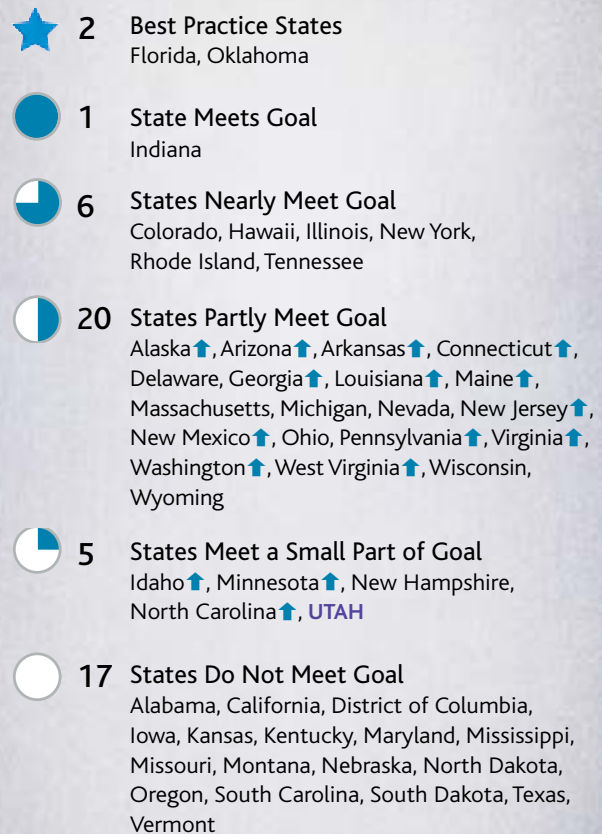 2 Best Practice States
Florida, Oklahoma
1 State Meets Goal
Indiana
6 States Nearly Meet Goal
Colorado, Hawaii, Illinois, New York,
Rhode Island, Tennessee
20 States Partly Meet Goal
Alaska⬆, Arizona⬆, Arkansas⬆, Connecticut⬆,
Delaware, Georgia⬆, Louisiana⬆, Maine⬆,
Massachusetts, Michigan, Nevada, New Jersey⬆,
New Mexico⬆, Ohio, Pennsylvania⬆, Virginia⬆,
Washington⬆, West Virginia⬆, Wisconsin,
Wyoming
5 States Meet a Small Part of Goal
Idaho⬆, Minnesota⬆, New Hampshire,
North Carolina⬆, UTAH
17 States Do Not Meet Goal
Alabama, California, District of Columbia,
Iowa, Kansas, Kentucky, Maryland, Mississippi,
Missouri, Montana, Nebraska, North Dakota,
Oregon, South Carolina, South Dakota, Texas,
Vermont